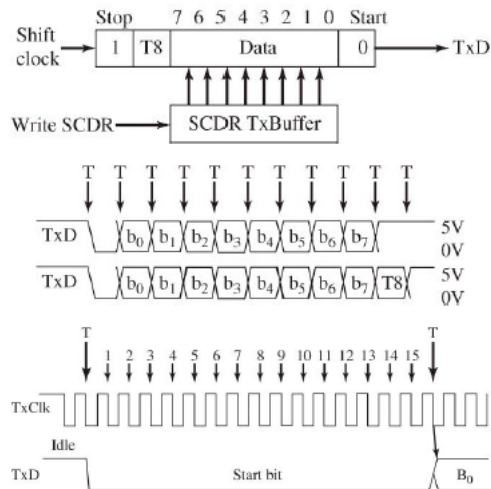 Stop 7 6 5 4 3 2 1 0 Start
Shift clock
1 T8 Data 0 TxD
Write SCDR SCDR TxBuffer
T T T T T T T T T T T
TxD b0 b1 b2 b3 b4 b5 b6 b7 5V 0V
TxD b0 b1 b2 b3 b4 b5 b6 b7 T8 5V 0V
T T
1 2 3 4 5 6 7 8 9 10 11 12 13 14 15
TxClk
Idle
TxD Start bit B0